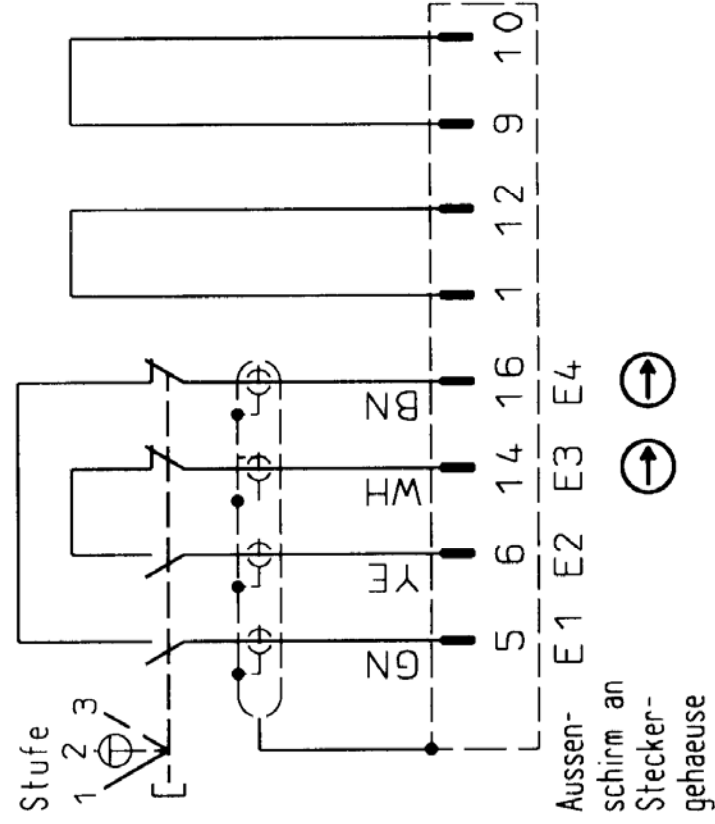 Stufe
1 2 3
GN YE WH BN
5 6 14 16 1 12 9 10
E1 E2 E3 E4
Aussen-
schirm an
Stecker-
gehaeuse